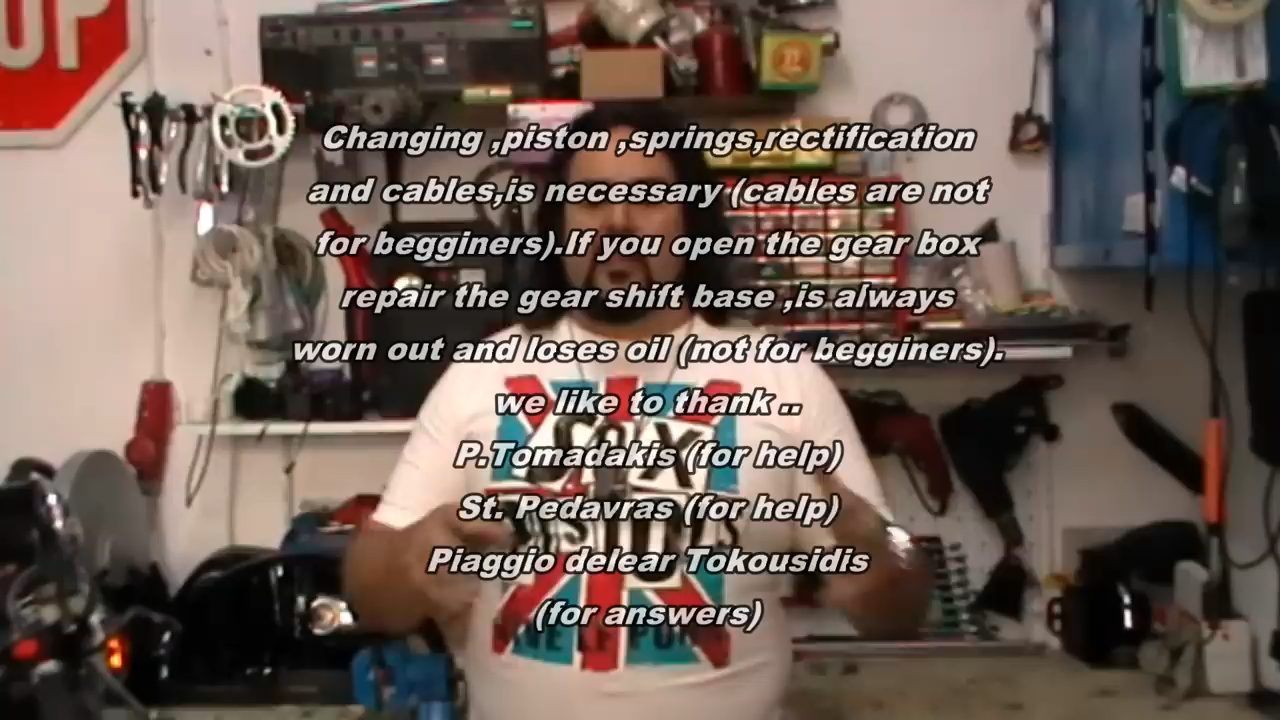 UP
Changing ,piston ,springs,rectification
and cables,is necessary (cables are not
for begginers).If you open the gear box
repair the gear shift base ,is always
worn out and loses oil (not for begginers).
we like to thank ..
P.Tomadakis (for help)
St. Pedavras (for help)
Piaggio delear Tokousidis
(for answers)